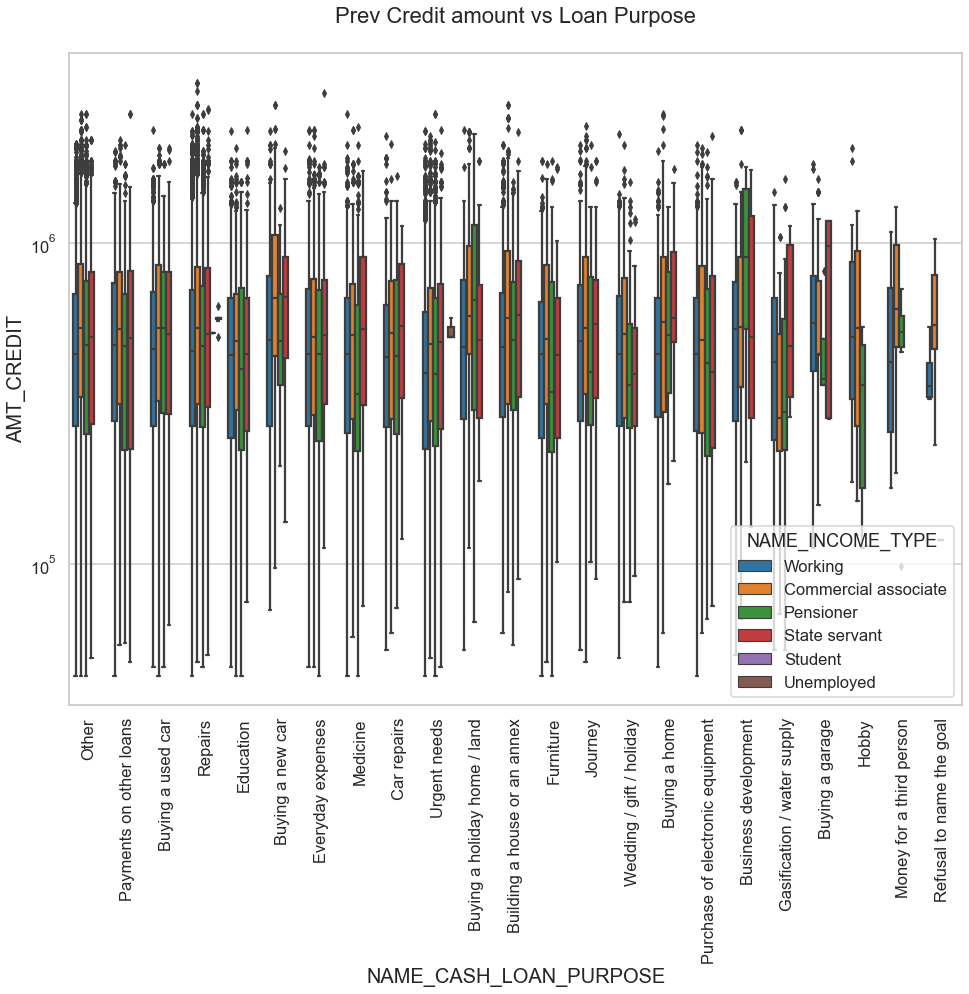 Prev Credit amount vs Loan Purpose
AMT_CREDIT
10^6
10^5
NAME_INCOME_TYPE
Working
Commercial associate
Pensioner
State servant
Student
Unemployed
Other
Payments on other loans
Buying a used car
Repairs
Education
Buying a new car
Everyday expenses
Medicine
Car repairs
Urgent needs
Buying a holiday home / land
Building a house or an annex
Furniture
Journey
Wedding / gift / holiday
Buying a home
Purchase of electronic equipment
Business development
Gasification / water supply
Buying a garage
Hobby
Money for a third person
Refusal to name the goal
NAME_CASH_LOAN_PURPOSE